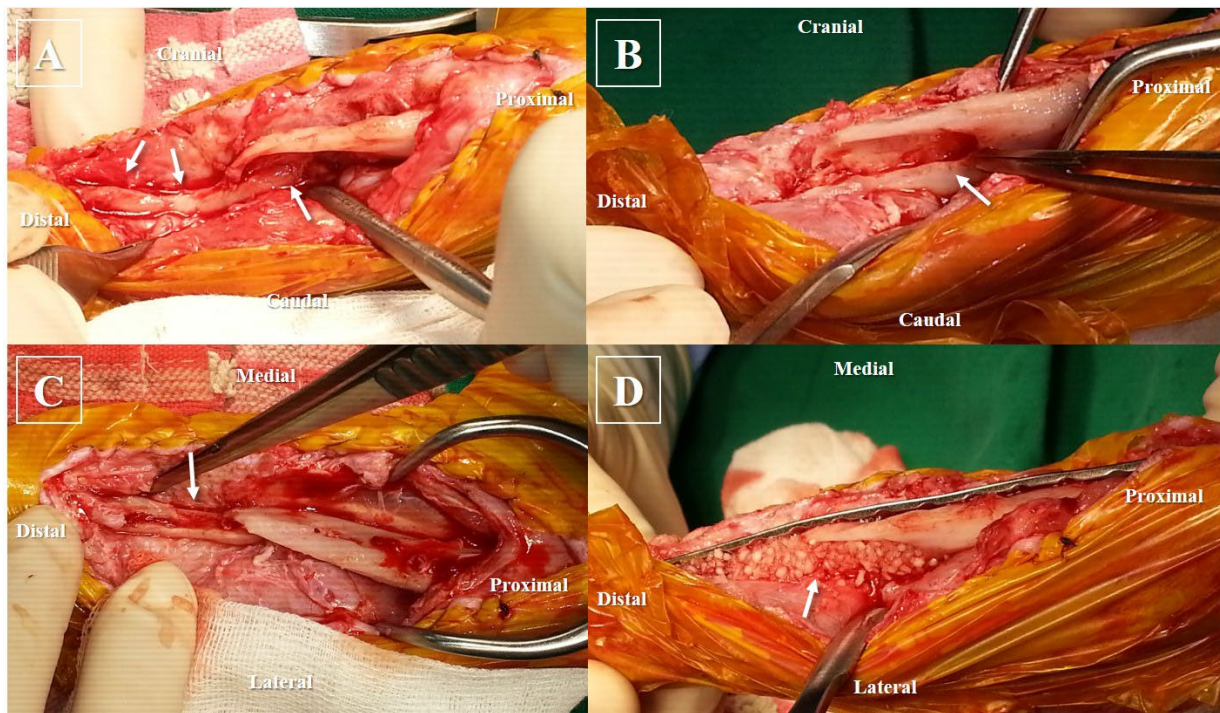 A
Cranial
Proximal
Distal
Caudal
B
Cranial
Proximal
Distal
Caudal
C
Medial
Distal
Proximal
Lateral
D
Medial
Proximal
Distal
Lateral